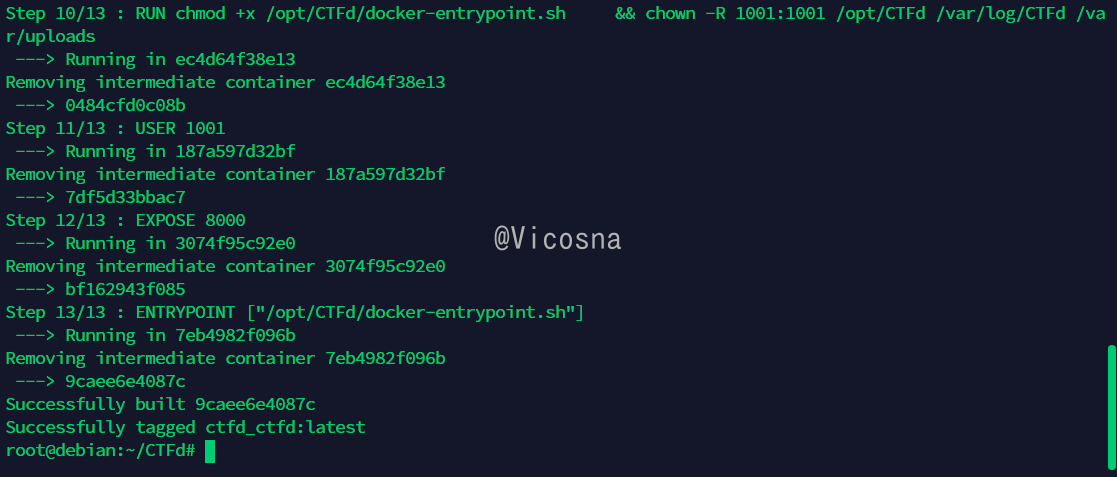 Step 10/13 : RUN chmod +x /opt/CTFd/docker-entrypoint.sh     && chown -R 1001:1001 /opt/CTFd /var/log/CTFd /va
r/uploads
 ---> Running in ec4d64f38e13
Removing intermediate container ec4d64f38e13
 ---> 0484cfd0c08b
Step 11/13 : USER 1001
 ---> Running in 187a597d32bf
Removing intermediate container 187a597d32bf
 ---> 7df5d33bbac7
Step 12/13 : EXPOSE 8000
 ---> Running in 3074f95c92e0
@Vicosna
Removing intermediate container 3074f95c92e0
 ---> bf162943f085
Step 13/13 : ENTRYPOINT ["/opt/CTFd/docker-entrypoint.sh"]
 ---> Running in 7eb4982f096b
Removing intermediate container 7eb4982f096b
 ---> 9caee6e4087c
Successfully built 9caee6e4087c
Successfully tagged ctfd_ctfd:latest
root@debian:~/CTFd#